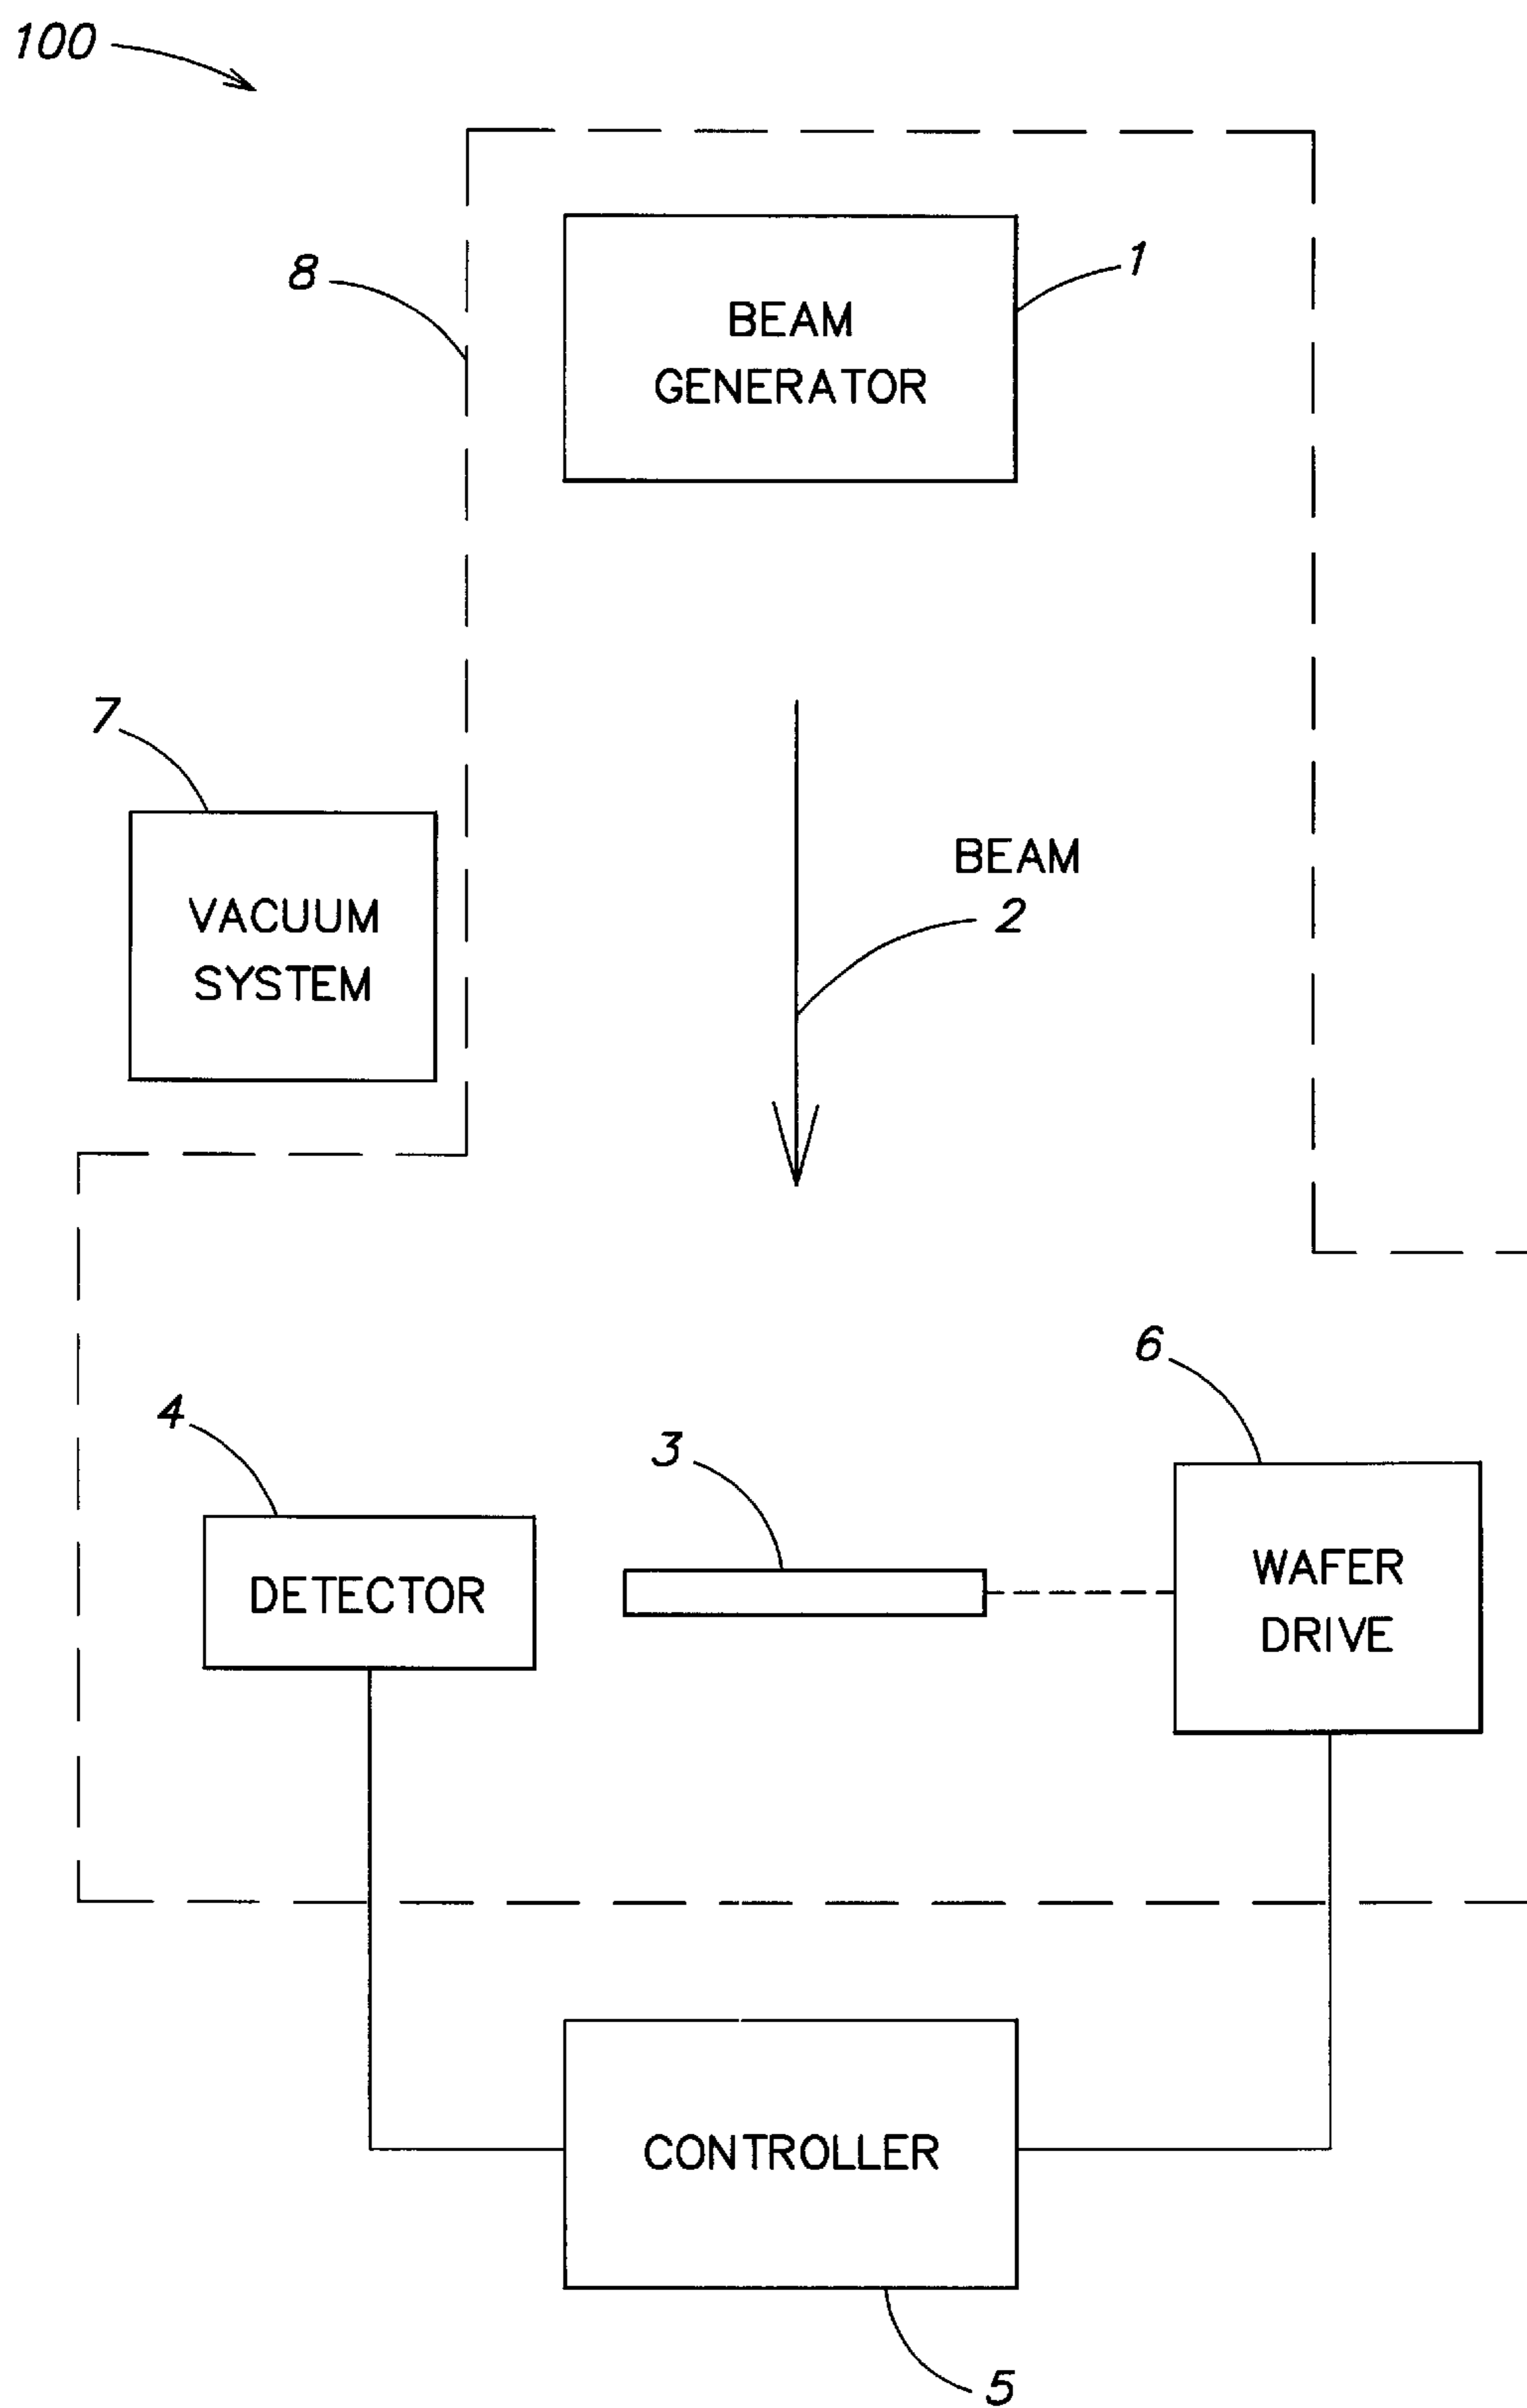 100
8
1
BEAM
GENERATOR
7
VACUUM
SYSTEM
BEAM
2
6
4
3
DETECTOR
WAFER
DRIVE
CONTROLLER
5